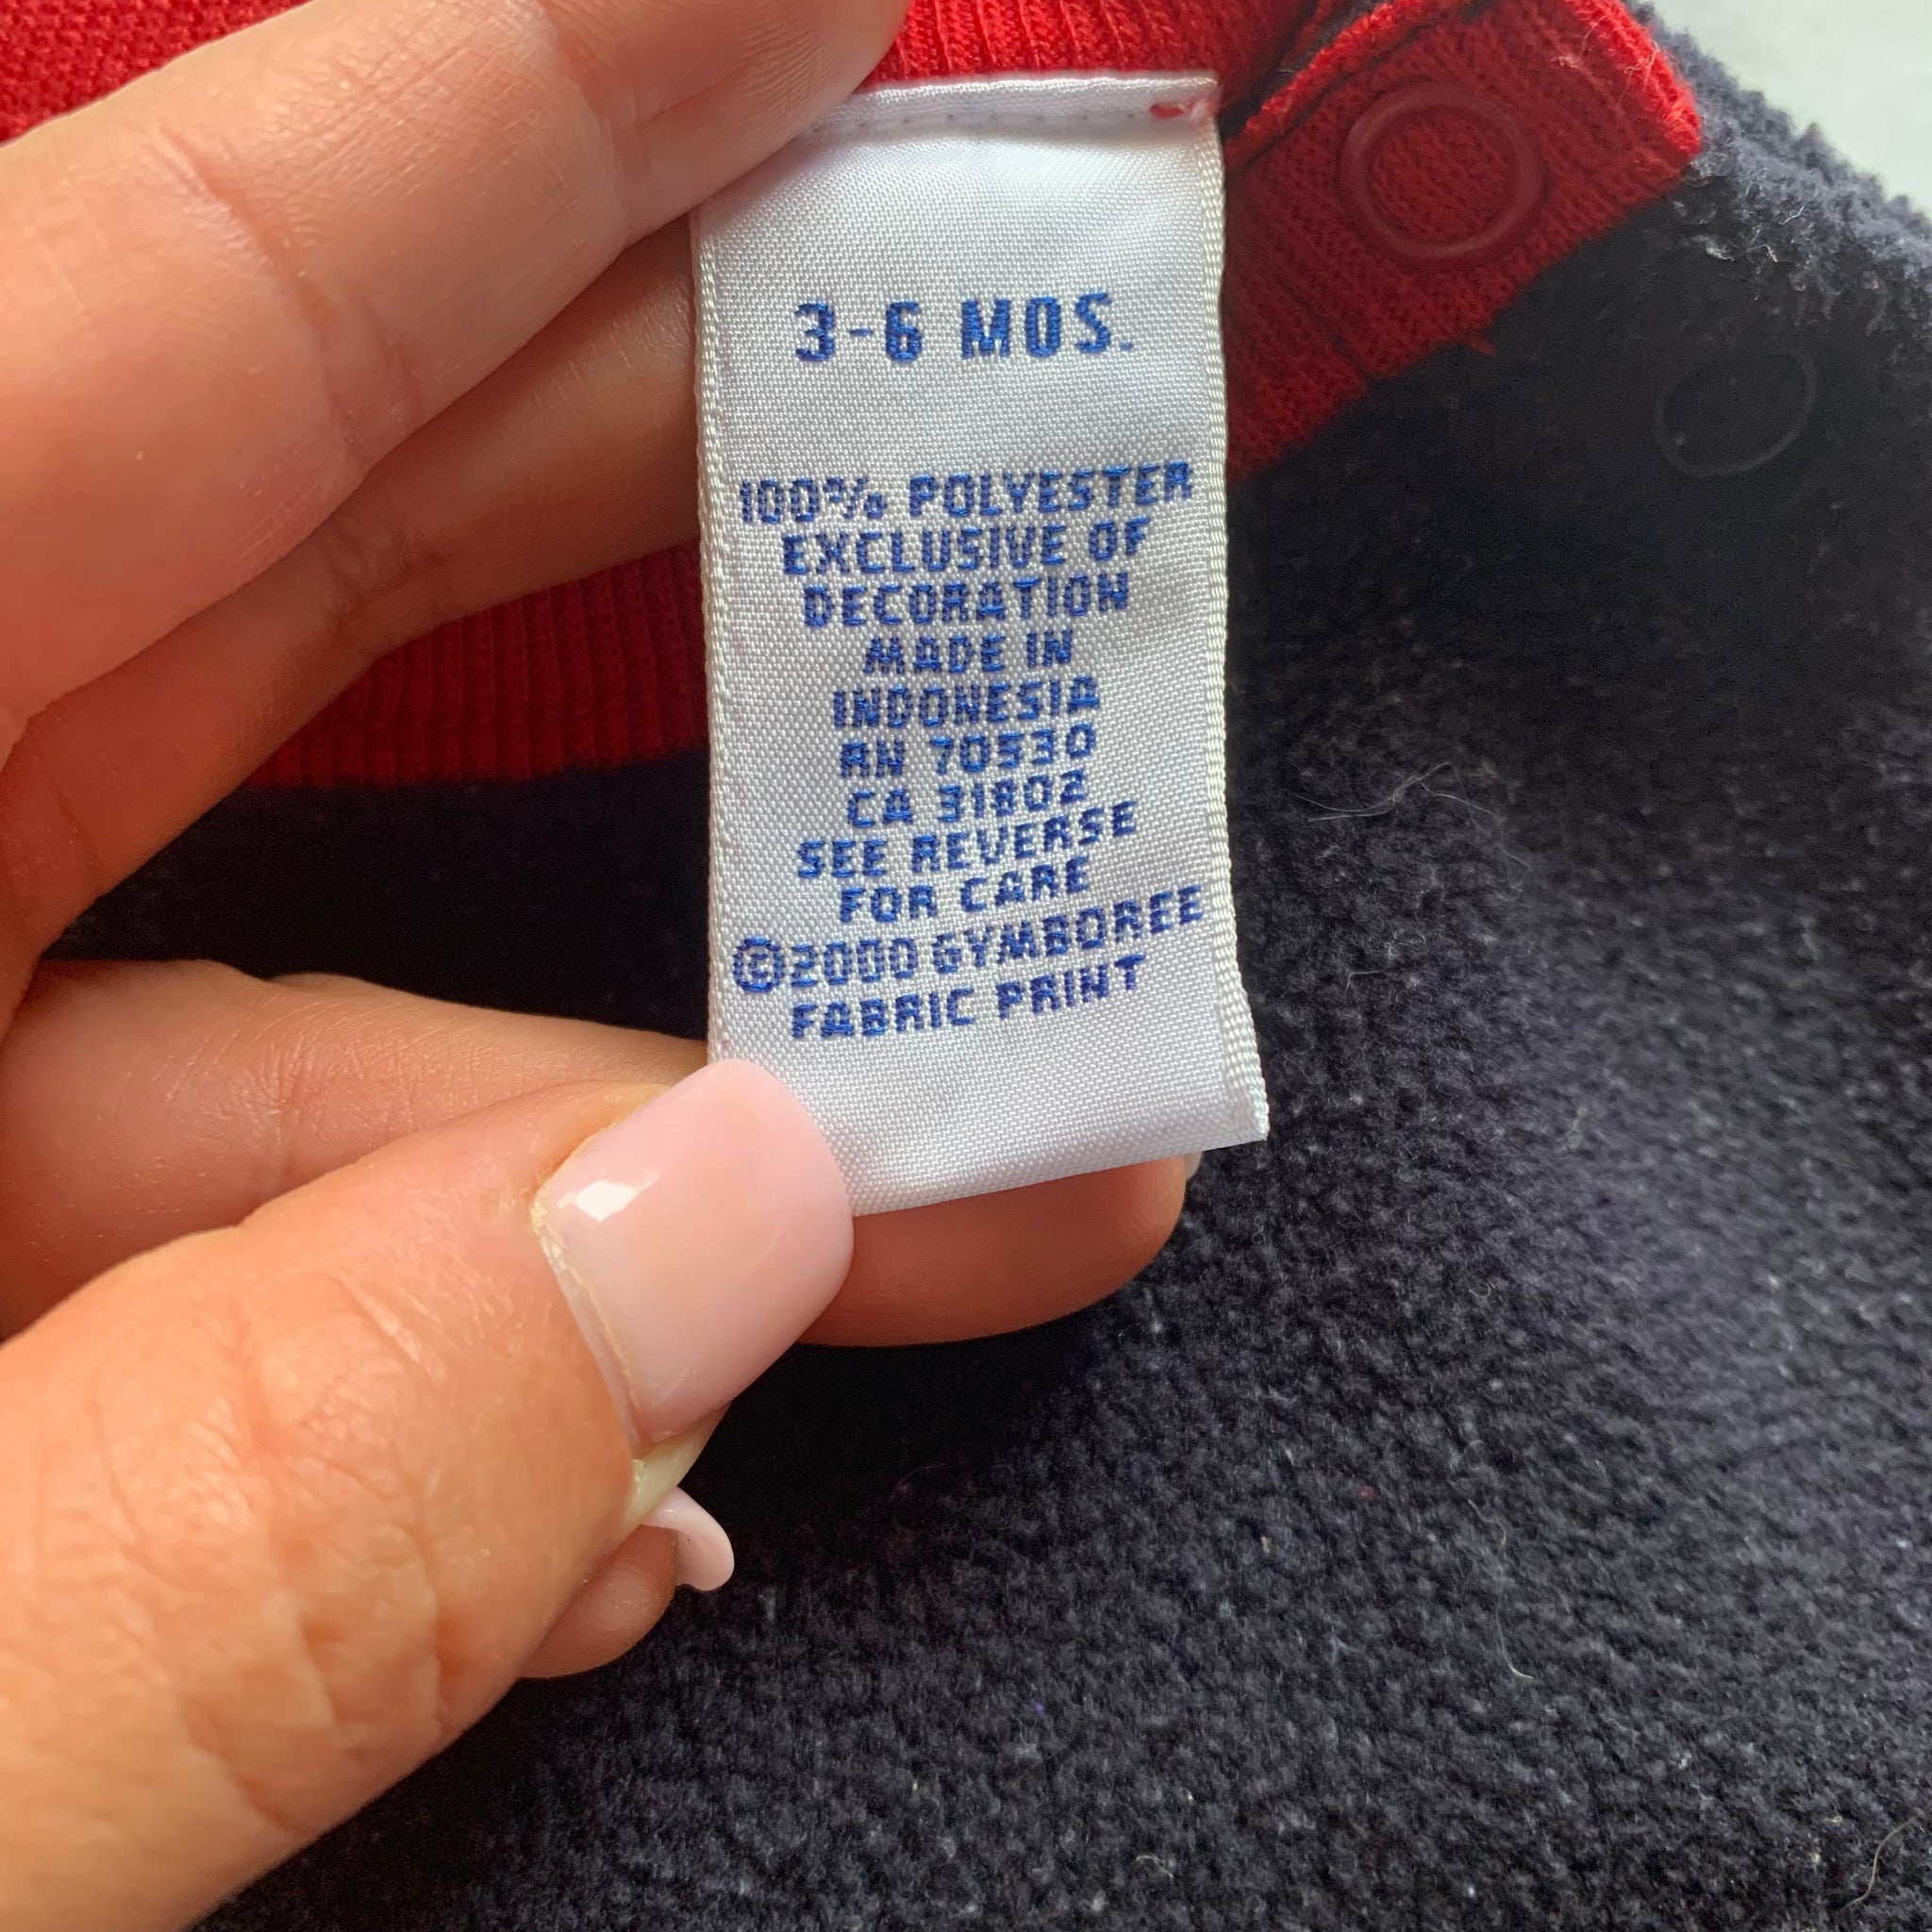 3-6 MOS.
100% POLYESTER
EXCLUSIVE OF
DECORATION
MADE IN
INDONESIA
RN 70530
CA 31802
SEE REVERSE
FOR CARE
©2000 GYMBOREE
FABRIC PRINT